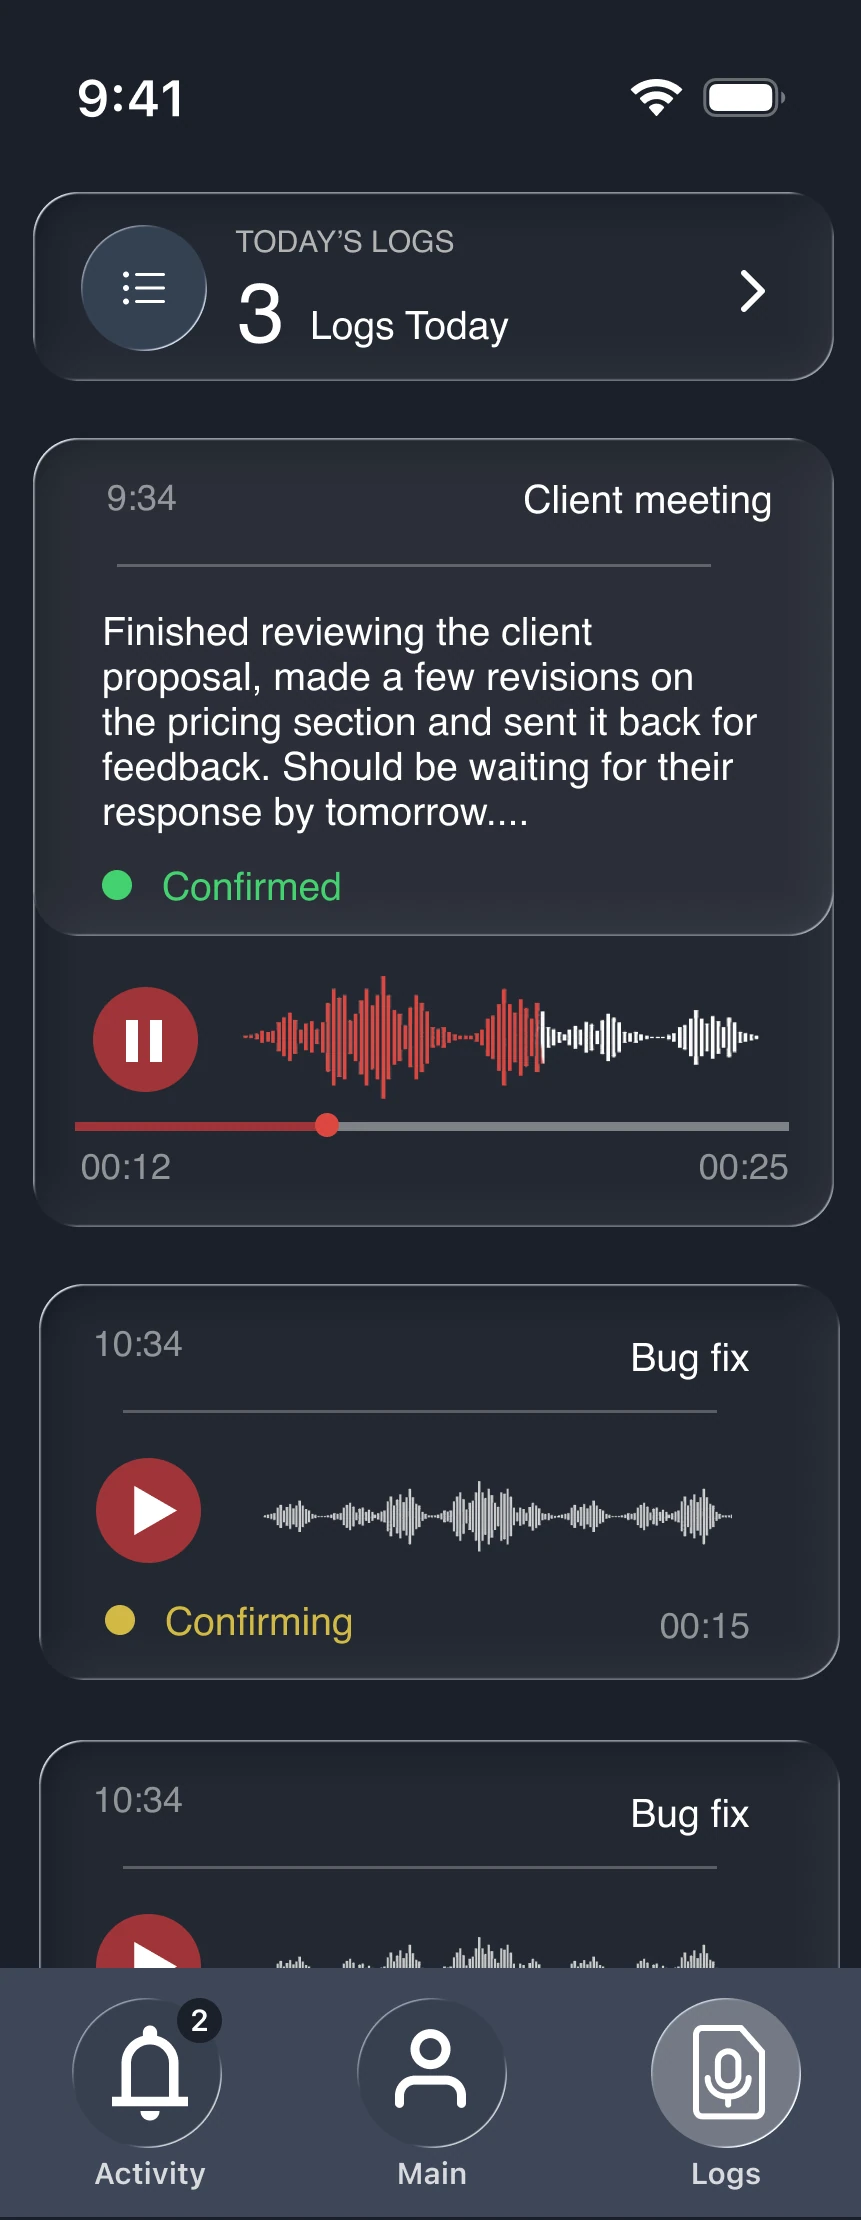 9:41
TODAY’S LOGS
3 Logs Today
9:34 Client meeting
Finished reviewing the client
proposal, made a few revisions on
the pricing section and sent it back for
feedback. Should be waiting for their
response by tomorrow....
Confirmed
00:12 00:25
10:34 Bug fix
Confirming 00:15
10:34 Bug fix
2
Activity Main Logs